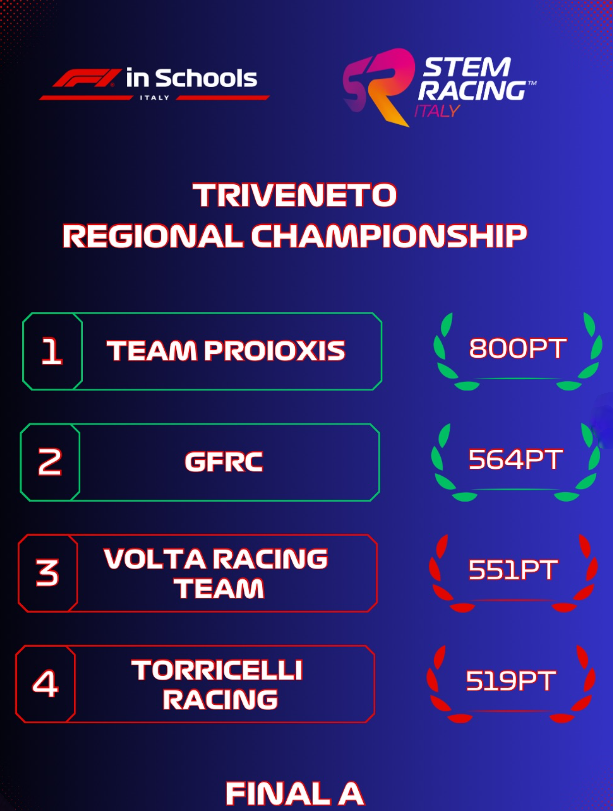 F1 in Schools
ITALY
STEM
RACING™
ITALY
TRIVENETO
REGIONAL CHAMPIONSHIP
1 TEAM PROIOXIS 800PT
2 GFRC 564PT
3 VOLTA RACING
TEAM 551PT
4 TORRICELLI
RACING 519PT
FINAL A